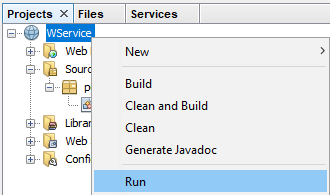 Projects Files Services
WService
Web
Sourc
p
Librar
Web
Confi
New
Build
Clean and Build
Clean
Generate Javadoc
Run